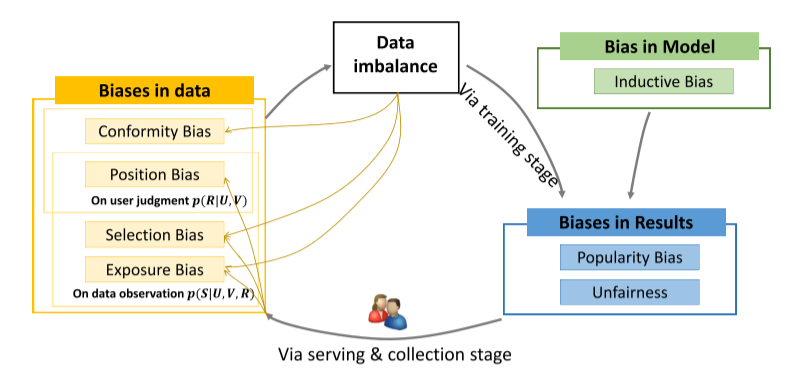 Data
imbalance
Bias in Model
Inductive Bias
Biases in data
Conformity Bias
Position Bias
On user judgment p(R|U,V)
Selection Bias
Exposure Bias
On data observation p(S|U,V,R)
Via training stage
Biases in Results
Popularity Bias
Unfairness
Via serving & collection stage